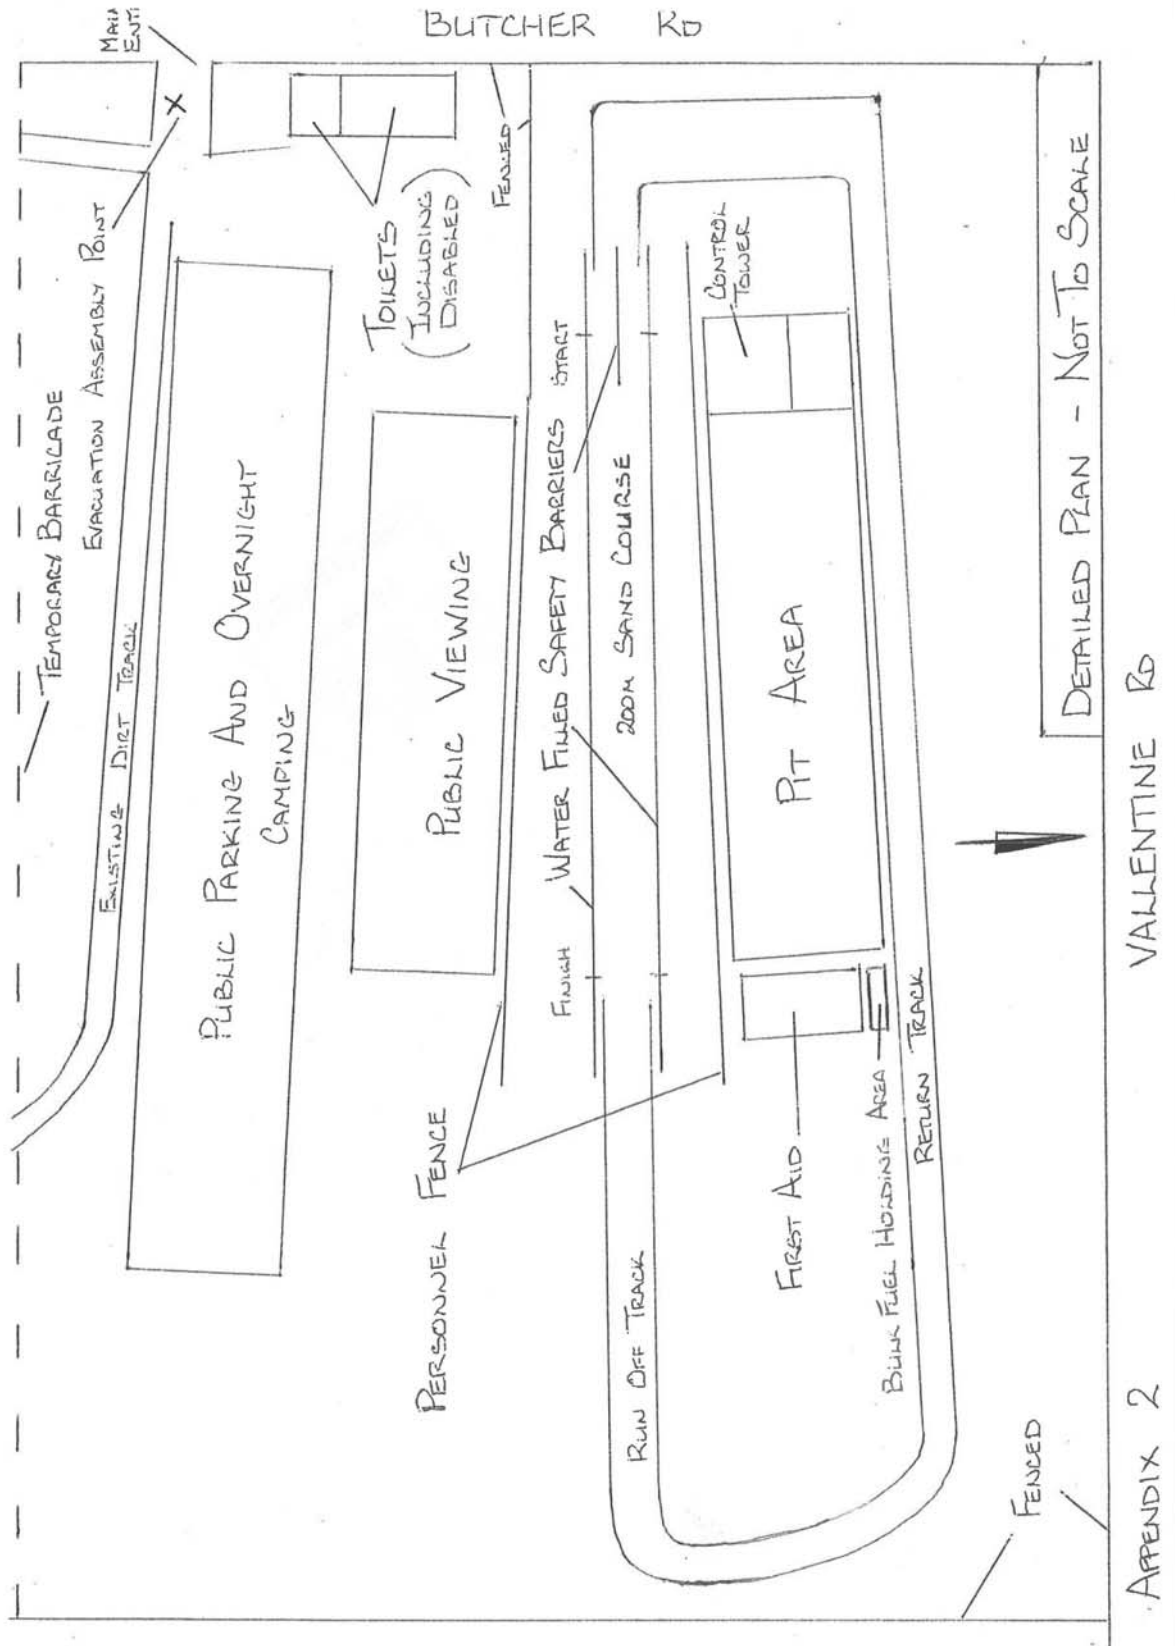 BUTCHER RD
MAIN
ENT
TEMPORARY BARRICADE
EVACUATION ASSEMBLY POINT
X
EXISTING DIRT TRACK
PUBLIC PARKING AND OVERNIGHT
CAMPING
TOILETS
(INCLUDING
DISABLED)
FENCED
PUBLIC VIEWING
WATER FILLED SAFETY BARRIERS
START
FINISH
200M SAND COURSE
CONTROL
TOWER
PIT AREA
PERSONNEL FENCE
RUN OFF TRACK
FIRST AID
BULK FUEL HOLDING AREA
RETURN TRACK
FENCED
DETAILED PLAN - NOT TO SCALE
VALLENTINE RD
APPENDIX 2